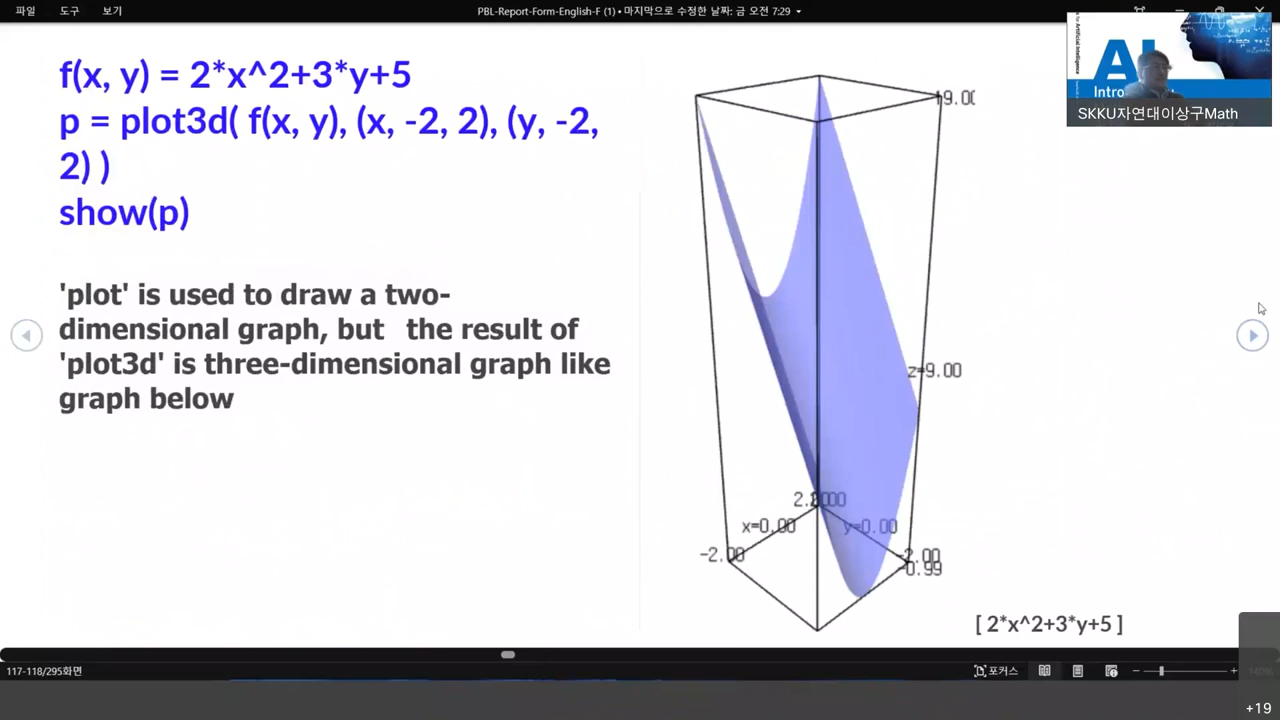 파일 도구 보기
PBL-Report-Form-English-F (1) • 마지막으로 수정한 날짜: 금 오전 7:29
f(x, y) = 2*x^2+3*y+5
p = plot3d( f(x, y), (x, -2, 2), (y, -2,
2) )
show(p)
'plot' is used to draw a two-
dimensional graph, but the result of
'plot3d' is three-dimensional graph like
graph below
z=9.00
x=0.00
y=0.00
-2.00
-2.00
-0.99
[ 2*x^2+3*y+5 ]
AI
SKKU자연대이상구Math
117-118/295화면
포커스
+19